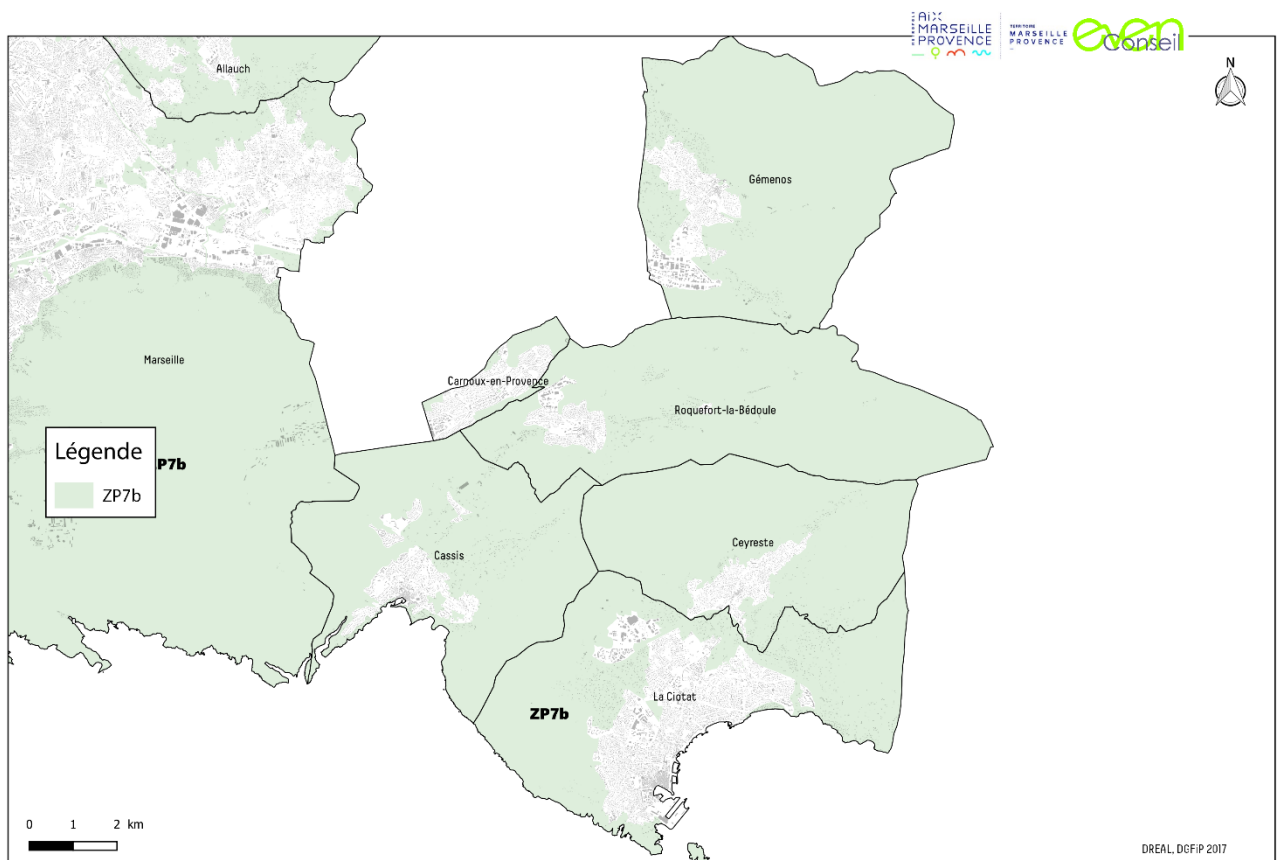 AiX
MARSEILLE
PROVENCE
TERRITOIRE
MARSEILLE
PROVENCE
even
Conseil
N
Allauch
Gémenos
Marseille
Carnoux-en-Provence
Roquefort-la-Bédoule
Légende
ZP7b
P7b
Cassis
Ceyreste
La Ciotat
ZP7b
0 1 2 km
DREAL, DGFiP 2017